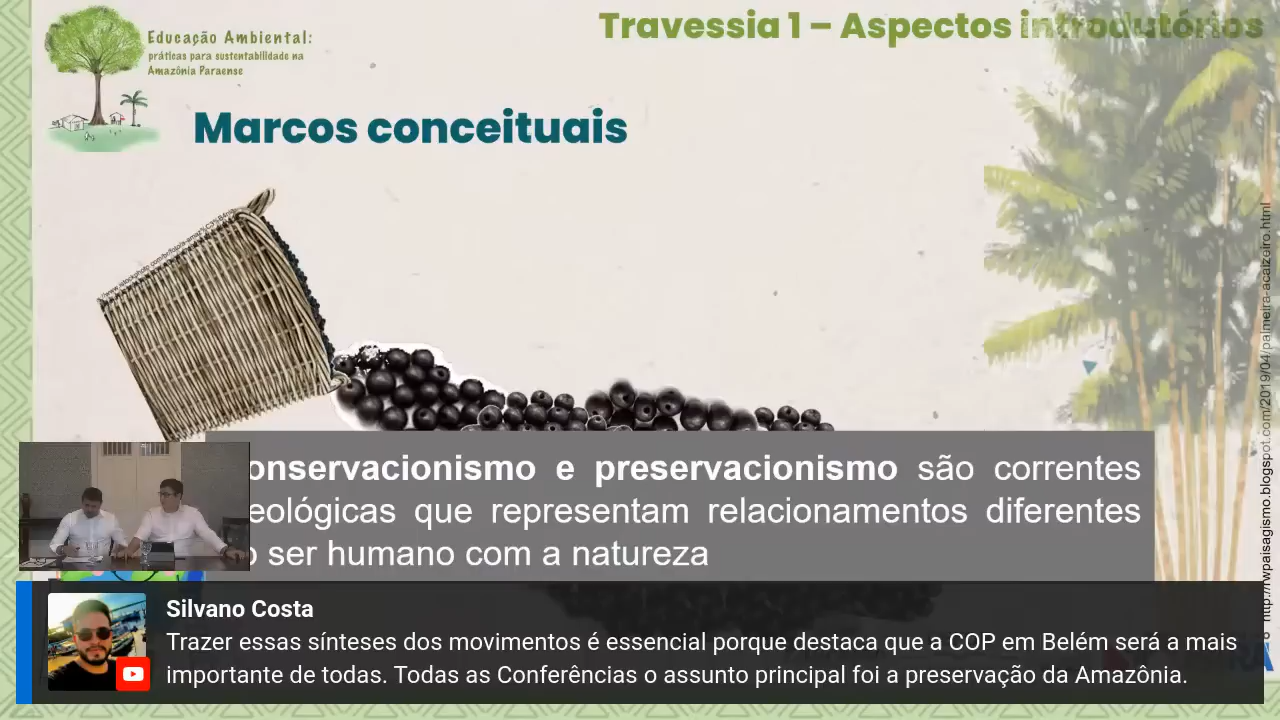 Travessia 1 – Aspectos introdutórios
Educação Ambiental:
práticas para sustentabilidade na
Amazônia Paraense
Marcos conceituais
onservacionismo e preservacionismo são correntes
eológicas que representam relacionamentos diferentes
ser humano com a natureza
Silvano Costa
Trazer essas sínteses dos movimentos é essencial porque destaca que a COP em Belém será a mais
importante de todas. Todas as Conferências o assunto principal foi a preservação da Amazônia.
http://rwpaisagismo.blogspot.com/2019/04/palmeira-acaizeiro.html